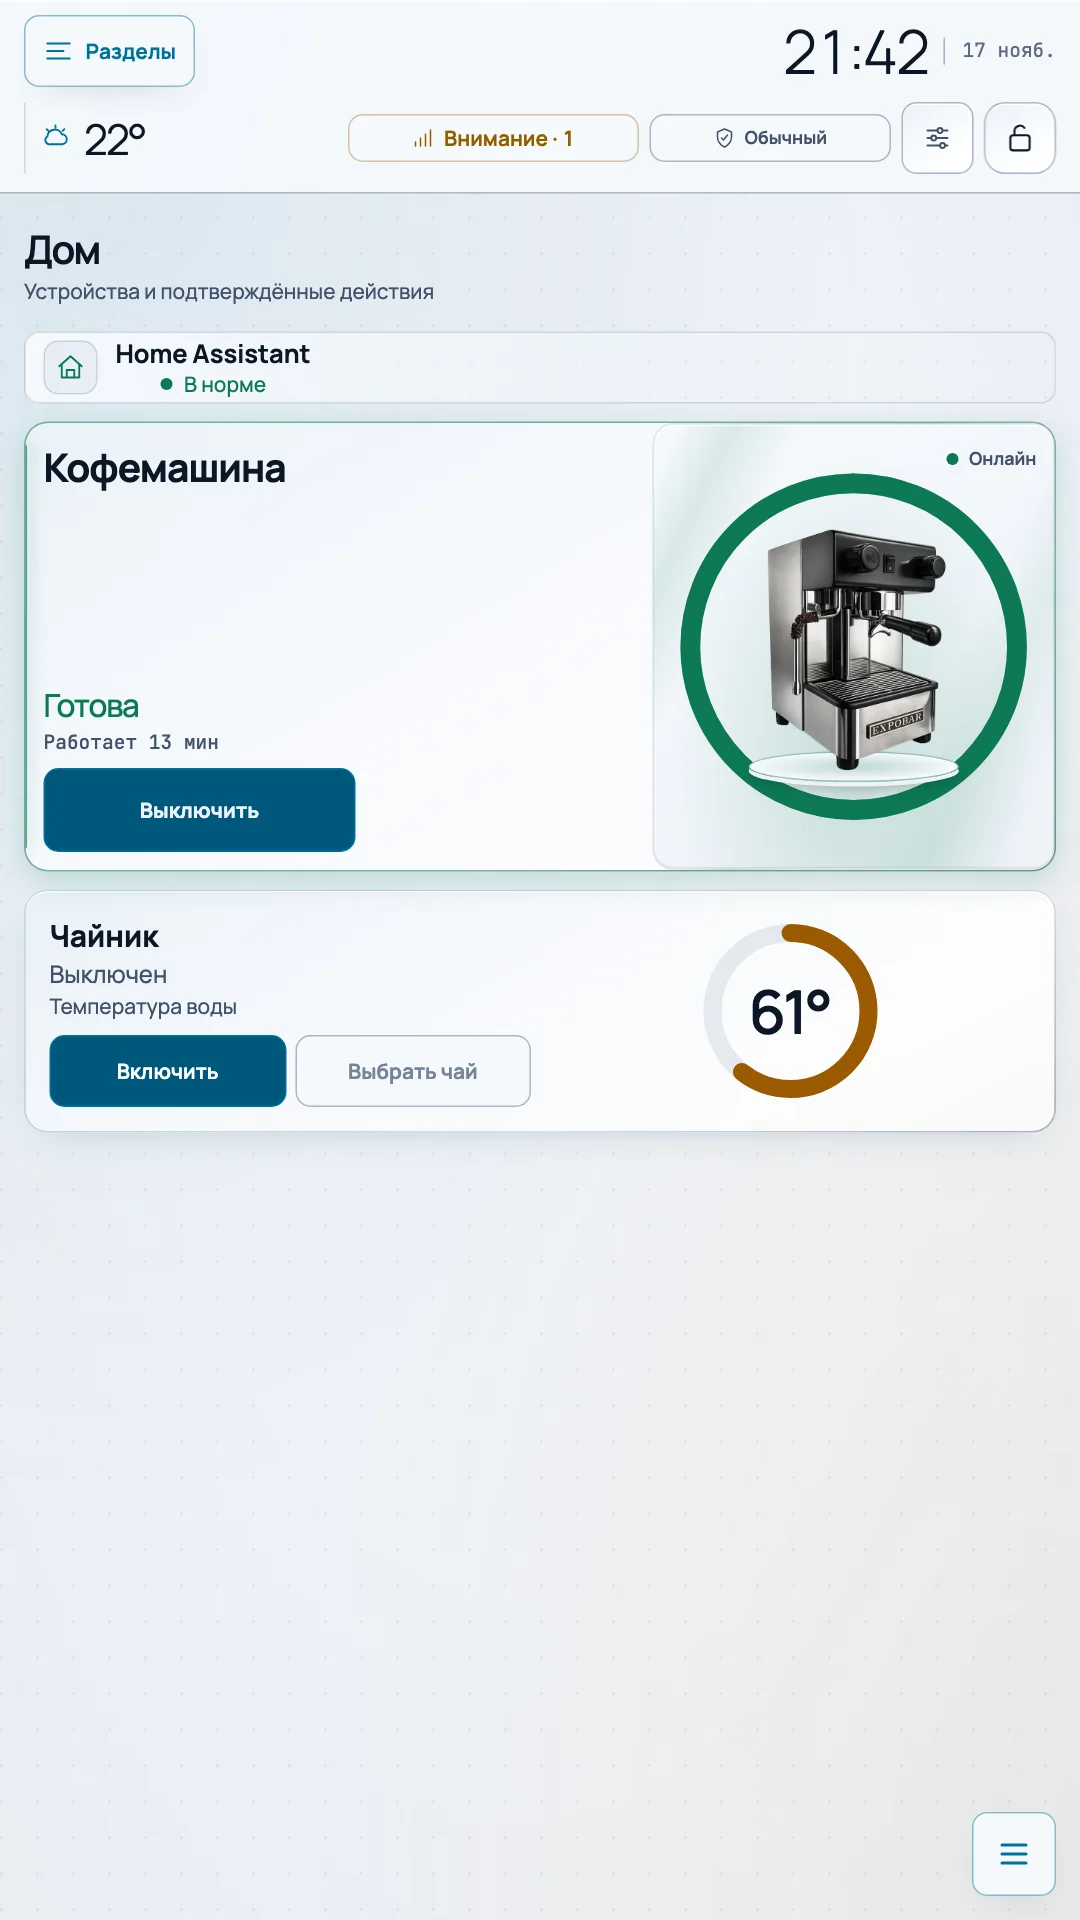 Разделы
21:42
17 нояб.
22°
Внимание · 1
Обычный
Дом
Устройства и подтверждённые действия
Home Assistant
В норме
Кофемашина
Онлайн
EXPOBAR
Готова
Работает 13 мин
Выключить
Чайник
Выключен
Температура воды
61°
Включить
Выбрать чай